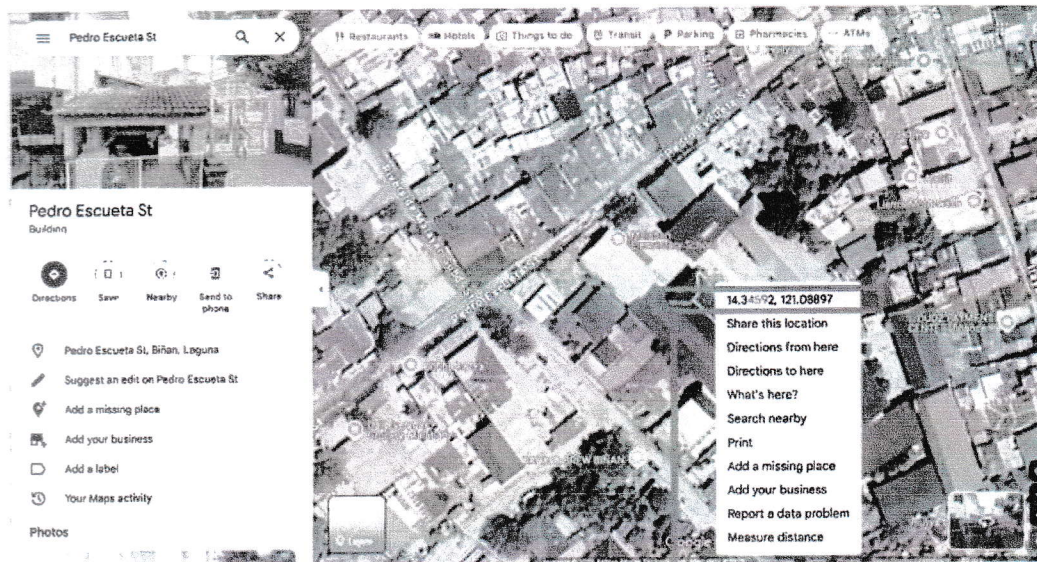 Pedro Escueta St
Restaurants
Hotels
Things to do
Transit
Parking
Pharmacies
ATMs
Pedro Escueta St
Building
Directions
Save
Nearby
Send to
phone
Share
Pedro Escueta St, Biñan, Laguna
Suggest an edit on Pedro Escueta St
Add a missing place
Add your business
Add a label
Your Maps activity
Photos
Layers
14.34592, 121.08897
Share this location
Directions from here
Directions to here
What's here?
Search nearby
Print
Add a missing place
Add your business
Report a data problem
Measure distance
Google